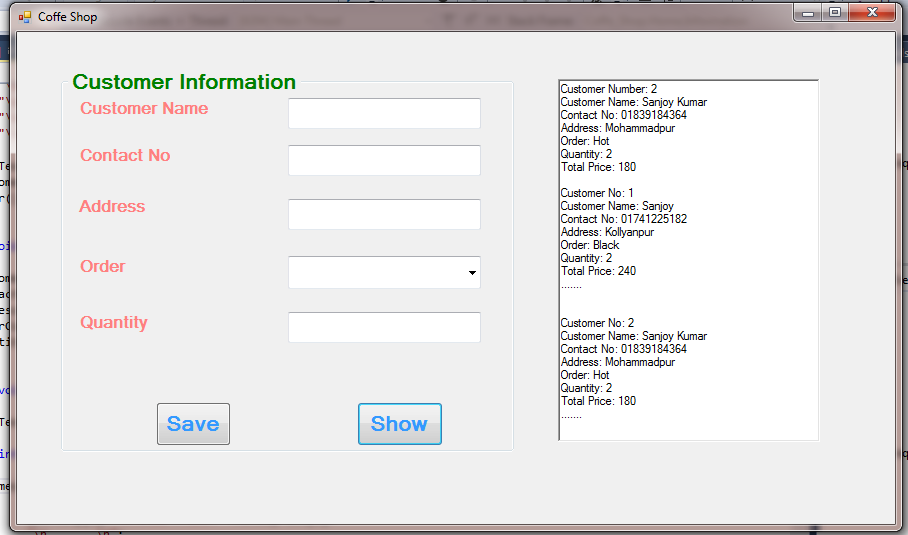 Coffe Shop
Customer Information
Customer Name
Contact No
Address
Order
Quantity
Save
Show
Customer Number: 2
Customer Name: Sanjoy Kumar
Contact No: 01839184364
Address: Mohammadpur
Order: Hot
Quantity: 2
Total Price: 180
Customer No: 1
Customer Name: Sanjoy
Contact No: 01741225182
Address: Kollyanpur
Order: Black
Quantity: 2
Total Price: 240
.......
Customer No: 2
Customer Name: Sanjoy Kumar
Contact No: 01839184364
Address: Mohammadpur
Order: Hot
Quantity: 2
Total Price: 180
.......